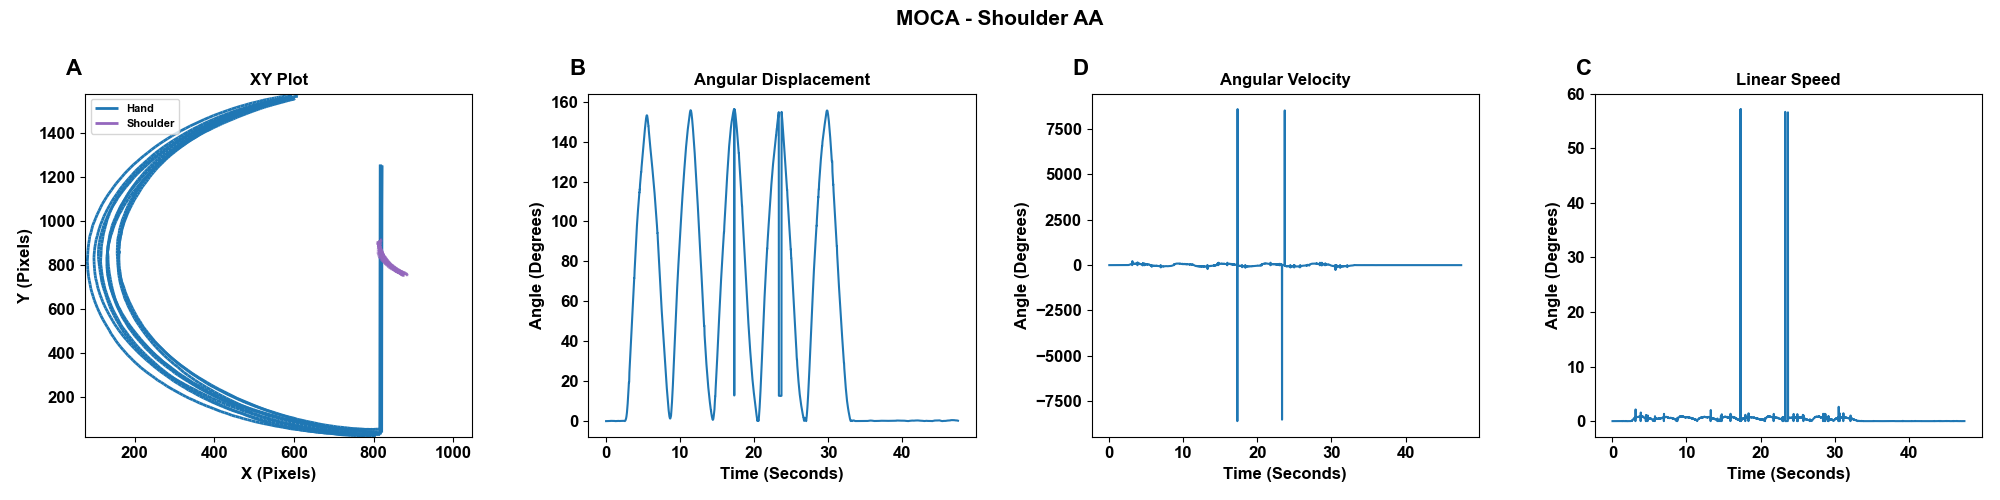 MOCA - Shoulder AA
A
XY Plot
Hand
Shoulder
1400
1200
1000
800
600
400
200
Y (Pixels)
200 400 600 800 1000
X (Pixels)
B
Angular Displacement
160
140
120
100
80
60
40
20
0
Angle (Degrees)
0 10 20 30 40
Time (Seconds)
D
Angular Velocity
7500
5000
2500
0
−2500
−5000
−7500
Angle (Degrees)
0 10 20 30 40
Time (Seconds)
C
Linear Speed
60
50
40
30
20
10
0
Angle (Degrees)
0 10 20 30 40
Time (Seconds)